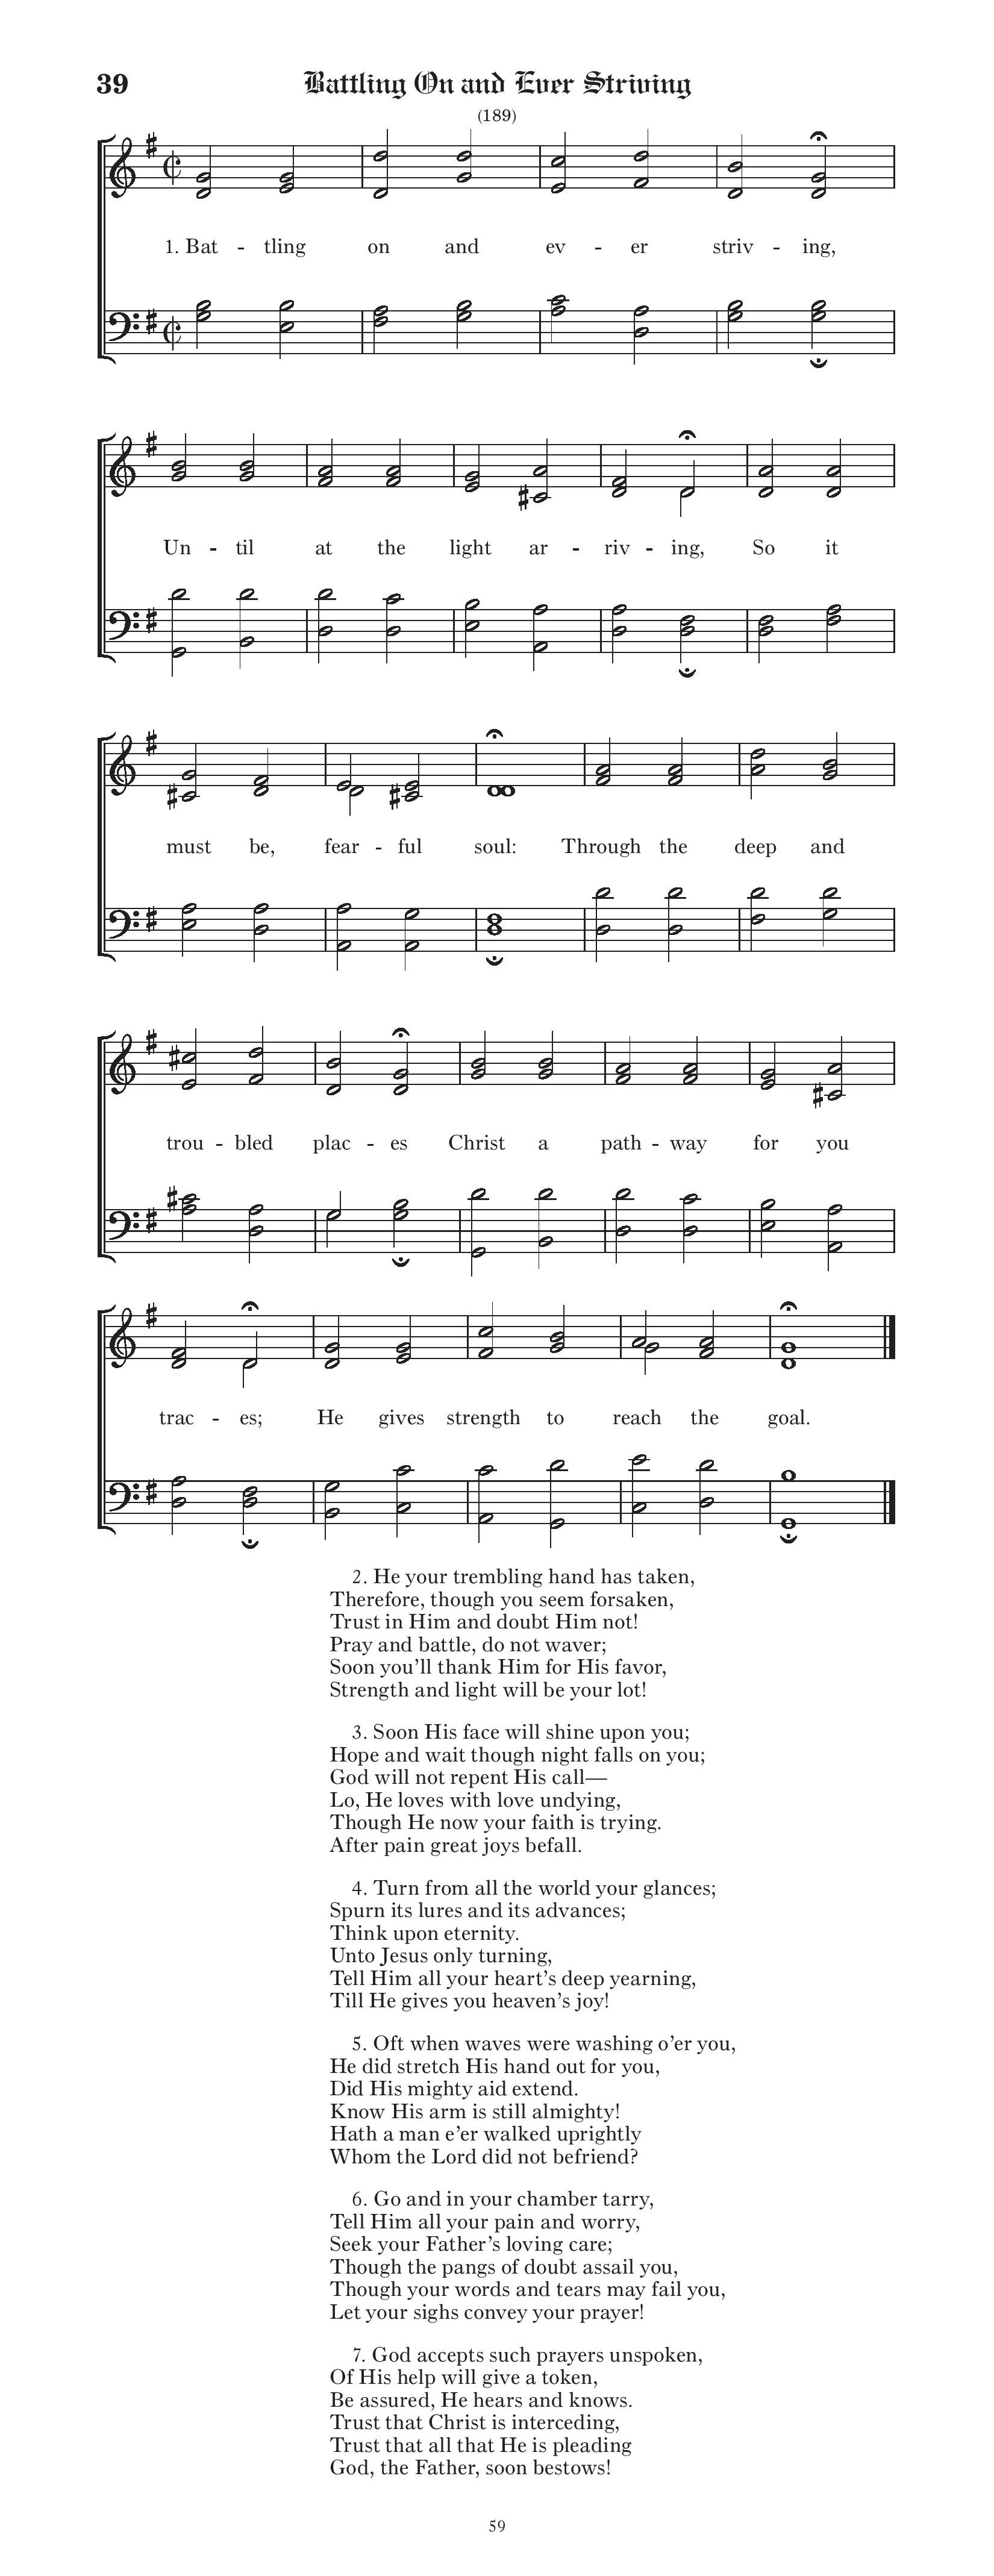 39 Battling On and Ever Striving
(189)
1. Bat - tling on and ev - er striv - ing,
Un - til at the light ar - riv - ing, So it
must be, fear - ful soul: Through the deep and
trou - bled plac - es Christ a path - way for you
trac - es; He gives strength to reach the goal.
2. He your trembling hand has taken,
Therefore, though you seem forsaken,
Trust in Him and doubt Him not!
Pray and battle, do not waver;
Soon you’ll thank Him for His favor,
Strength and light will be your lot!
3. Soon His face will shine upon you;
Hope and wait though night falls on you;
God will not repent His call—
Lo, He loves with love undying,
Though He now your faith is trying.
After pain great joys befall.
4. Turn from all the world your glances;
Spurn its lures and its advances;
Think upon eternity.
Unto Jesus only turning,
Tell Him all your heart’s deep yearning,
Till He gives you heaven’s joy!
5. Oft when waves were washing o’er you,
He did stretch His hand out for you,
Did His mighty aid extend.
Know His arm is still almighty!
Hath a man e’er walked uprightly
Whom the Lord did not befriend?
6. Go and in your chamber tarry,
Tell Him all your pain and worry,
Seek your Father’s loving care;
Though the pangs of doubt assail you,
Though your words and tears may fail you,
Let your sighs convey your prayer!
7. God accepts such prayers unspoken,
Of His help will give a token,
Be assured, He hears and knows.
Trust that Christ is interceding,
Trust that all that He is pleading
God, the Father, soon bestows!
59